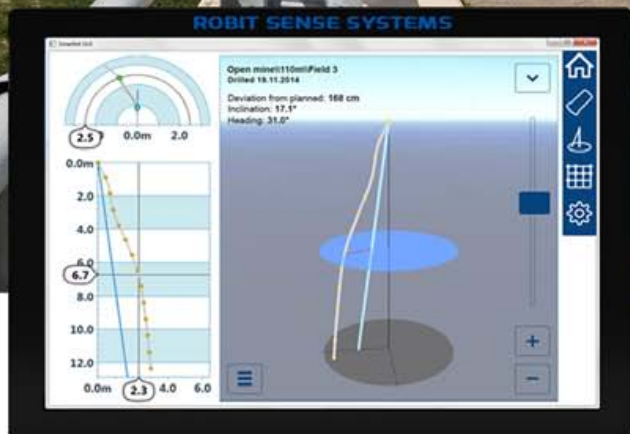 ROBIT SENSE SYSTEMS
Open mine\110m\Field 3
Drilled 19.11.2014
Deviation from planned: 168 cm
Inclination: 17.1°
Heading: 31.0°
2.5
0.0m
2.0
0.0m
2.0
4.0
6.0
6.7
8.0
10.0
12.0
0.0m
2.3
4.0
6.0